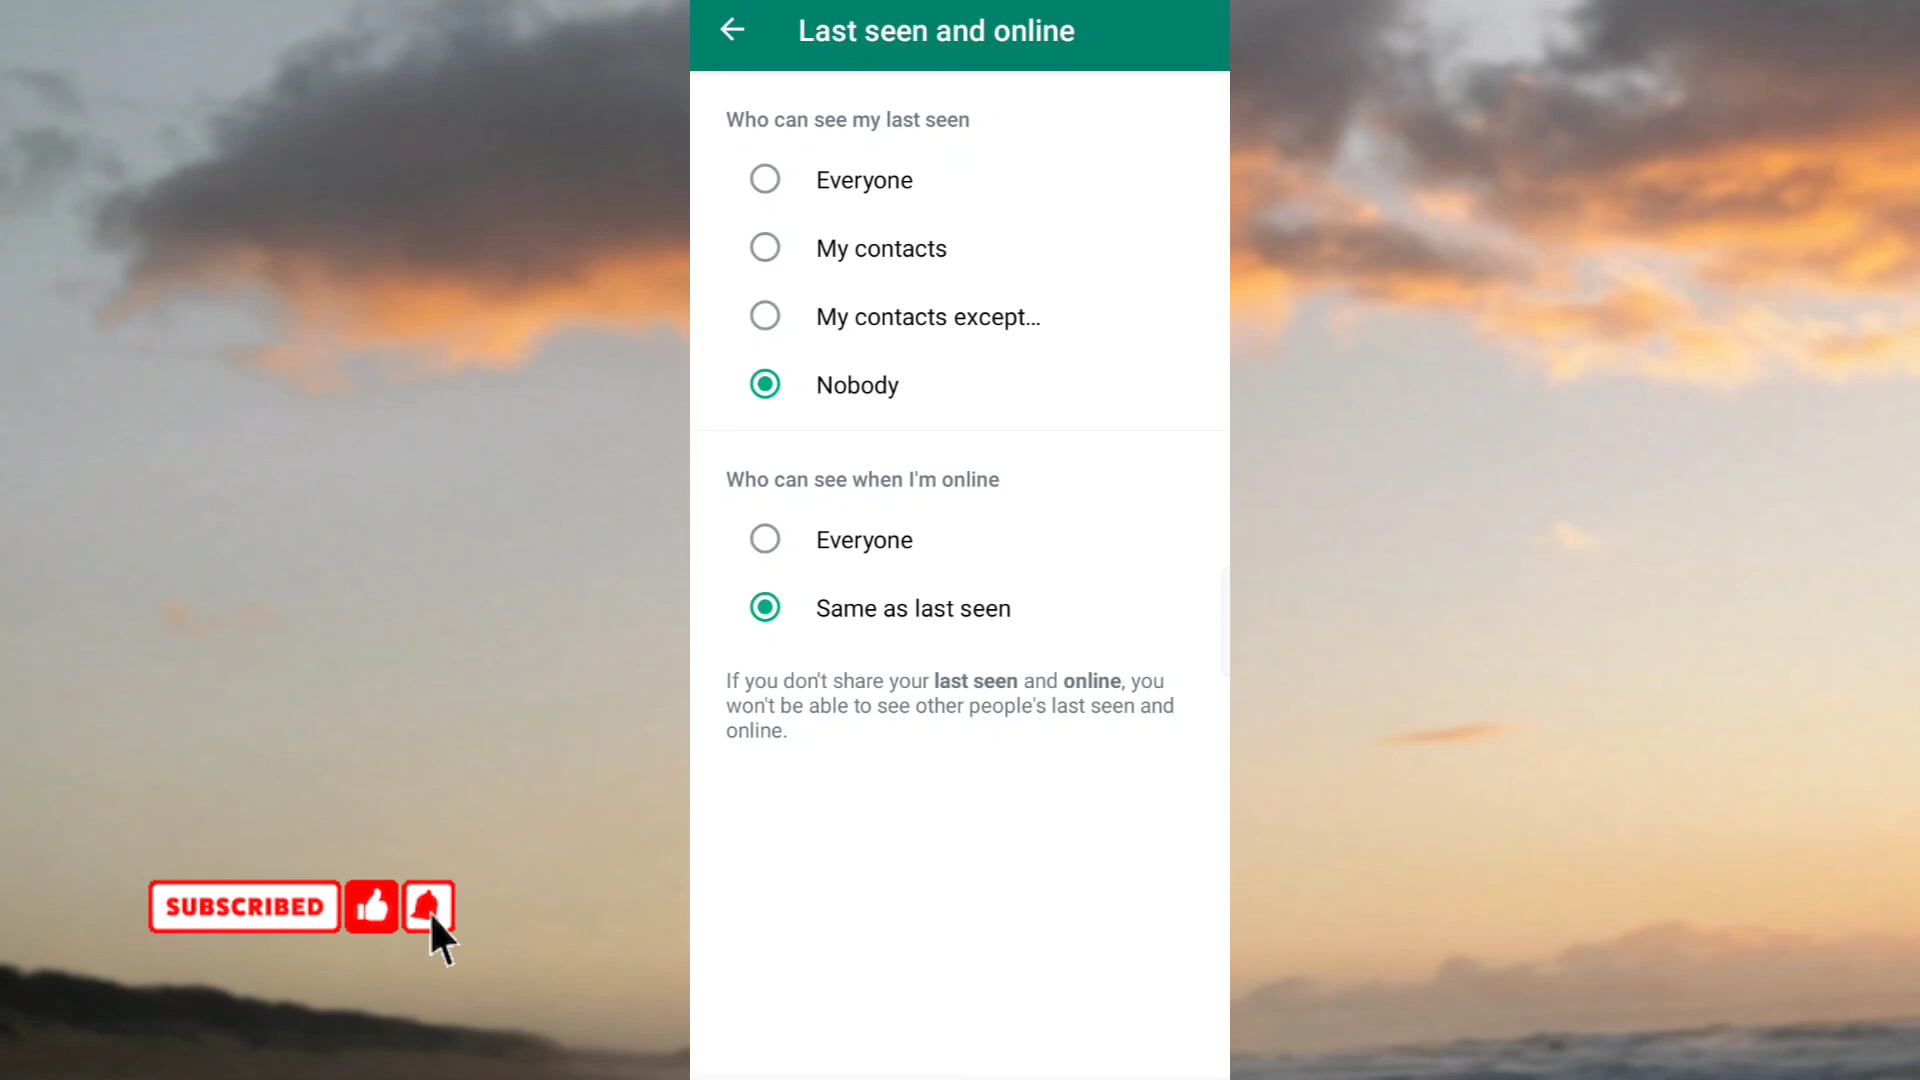 Last seen and online
Who can see my last seen
Everyone
My contacts
My contacts except...
Nobody
Who can see when I'm online
Everyone
Same as last seen
If you don't share your last seen and online, you
won't be able to see other people's last seen and
online.
SUBSCRIBED